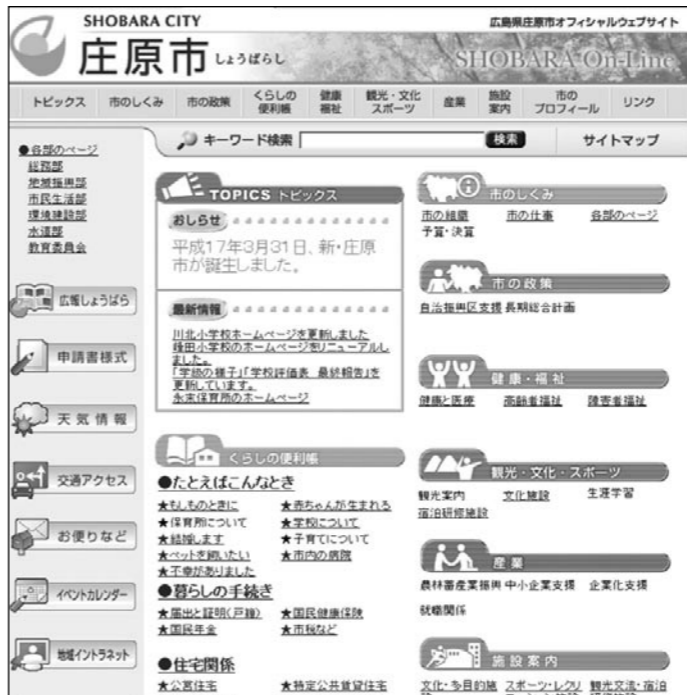 SHOBARA CITY
広島県庄原市オフィシャルウェブサイト
庄原市 しょうばらし
SHOBARA On-Line
トピックス
市のしくみ
市の政策
くらしの
便利帳
健康
福祉
観光・文化
スポーツ
産業
施設
案内
市の
プロフィール
リンク
キーワード検索
検索
サイトマップ
●各部のページ
総務部
地域振興部
市民生活部
環境建設部
水道部
教育委員会
広報しょうばら
申請書様式
天気情報
交通アクセス
お便りなど
イベントカレンダー
地域イントラネット
TOPICS トピックス
おしらせ
平成17年3月31日、新・庄原
市が誕生しました。
最新情報
川北小学校ホームページを更新しました
峰田小学校のホームページをリニューアルし
ました。
「学級の様子」「学校評価表 最終報告」を
更新しています。
永末保育所のホームページ
くらしの便利帳
●たとえばこんなとき
★もしものときに ★赤ちゃんが生まれる
★保育所について ★学校について
★結婚します ★子育てについて
★ペットを飼いたい ★市内の病院
★不幸がありました
●暮らしの手続き
★届出と証明(戸籍) ★国民健康保険
★国民年金 ★市税など
●住宅関係
★公営住宅 ★特定公共賃貸住宅
市のしくみ
市の組織 市の仕事 各部のページ
予算・決算
市の政策
自治振興区支援 長期総合計画
健康・福祉
健康と医療 高齢者福祉 障害者福祉
観光・文化・スポーツ
観光案内 文化施設 生涯学習
宿泊研修施設
産業
農林畜産業振興 中小企業支援 企業化支援
就職関係
施設案内
文化・多目的施 スポーツ・レクリ 観光交流・宿泊